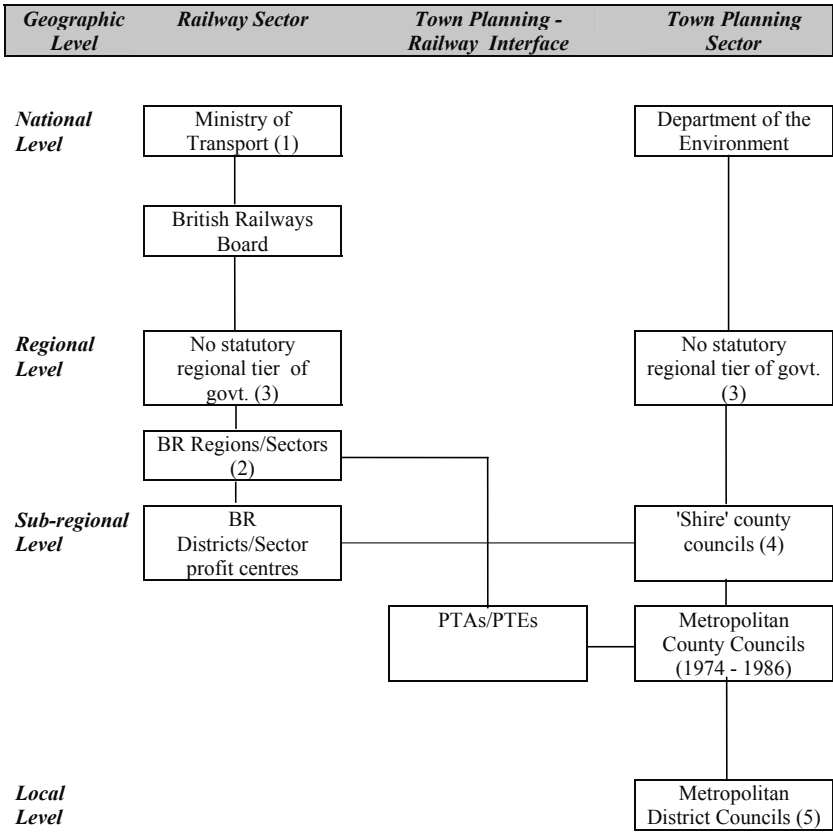 Geographic
Level
Railway Sector
Town Planning -
Railway Interface
Town Planning
Sector
National
Level
Ministry of
Transport (1)
Department of the
Environment
British Railways
Board
Regional
Level
No statutory
regional tier of
govt. (3)
No statutory
regional tier of govt.
(3)
BR Regions/Sectors
(2)
Sub-regional
Level
BR
Districts/Sector
profit centres
'Shire' county
councils (4)
PTAs/PTEs
Metropolitan
County Councils
(1974 - 1986)
Local
Level
Metropolitan
District Councils (5)